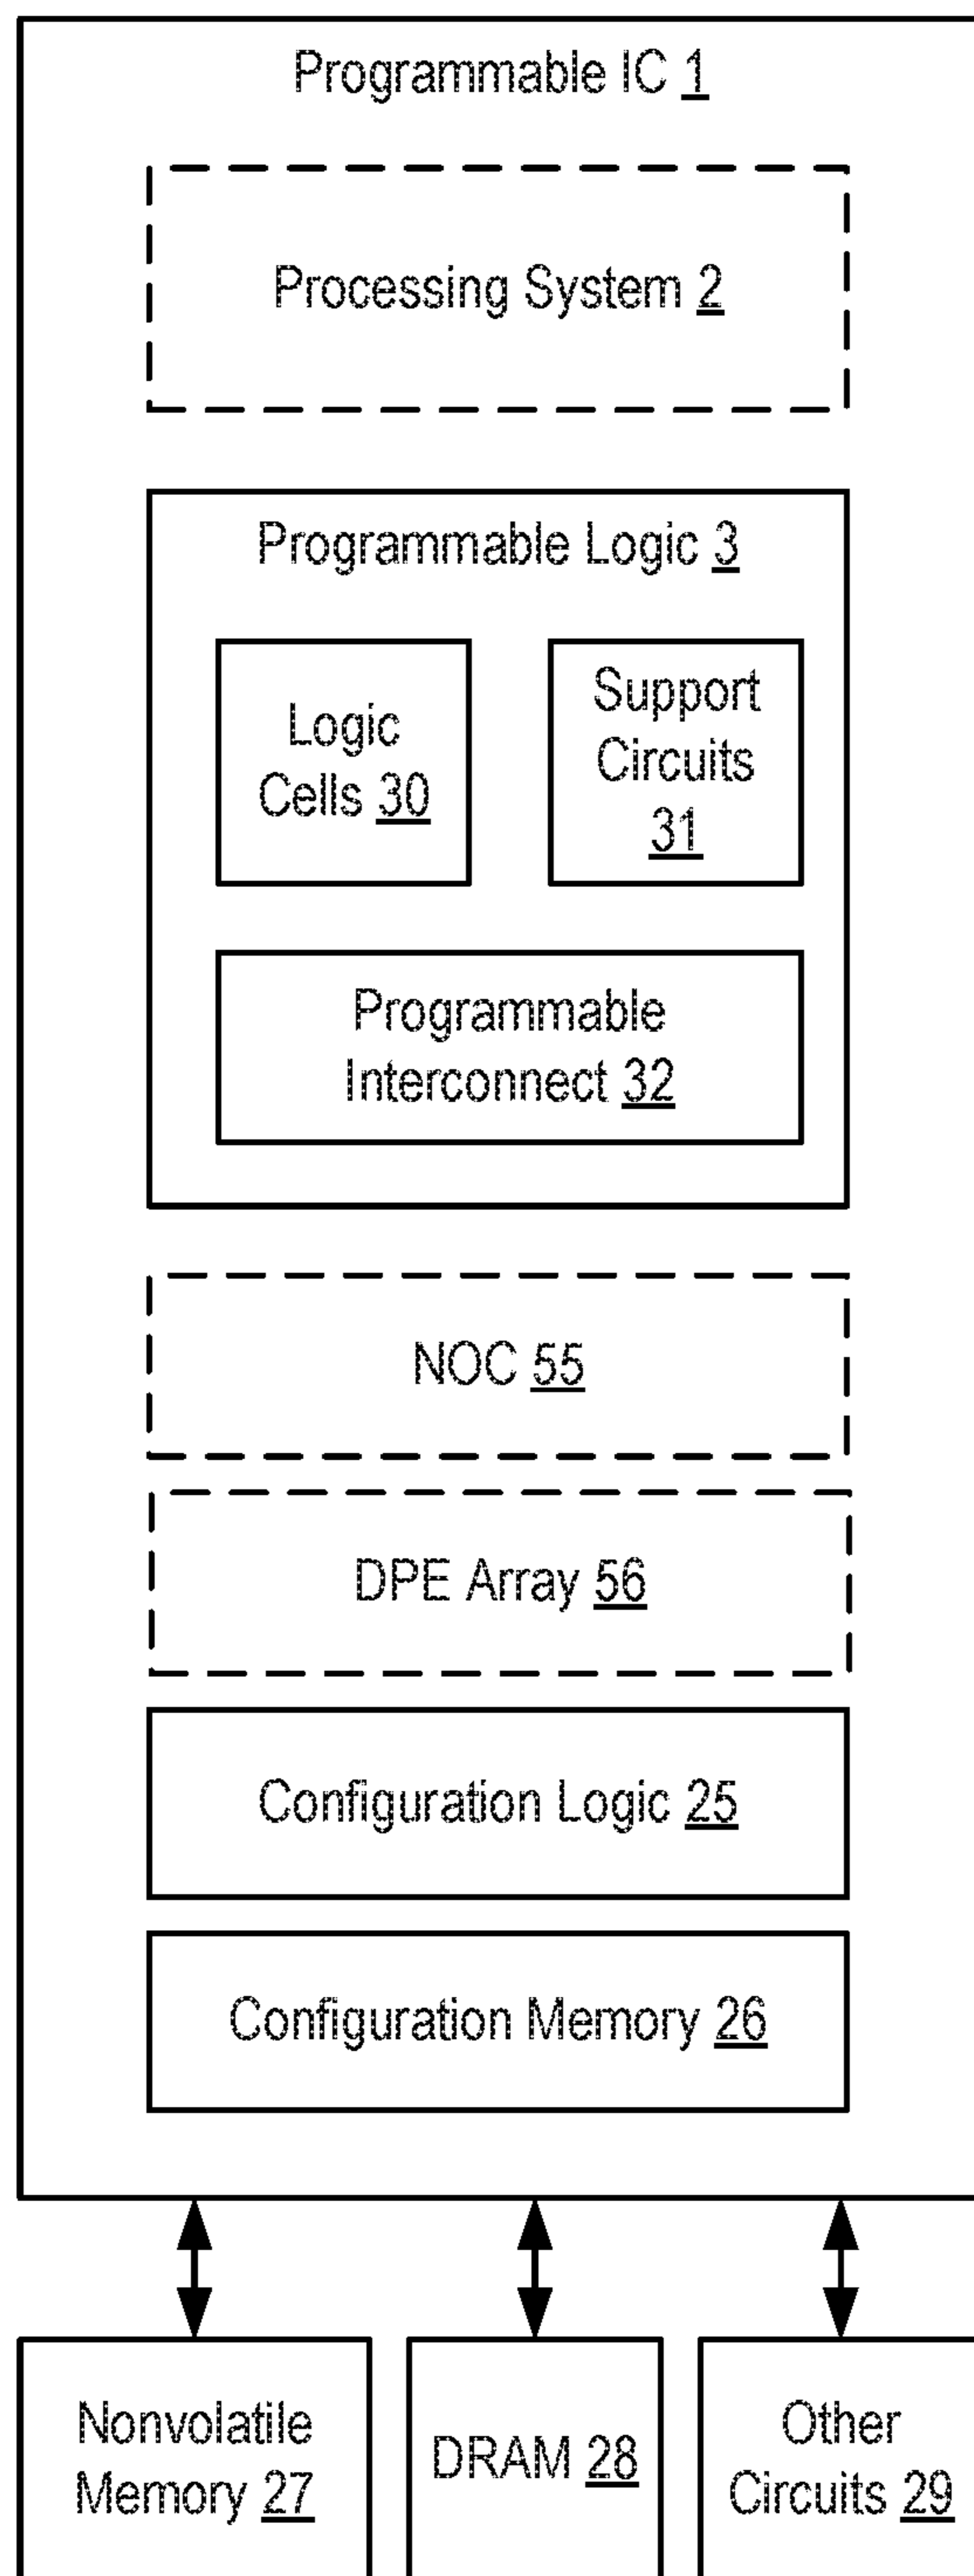 Programmable IC 1
Processing System 2
Programmable Logic 3
Logic
Cells 30
Support
Circuits
31
Programmable
Interconnect 32
NOC 55
DPE Array 56
Configuration Logic 25
Configuration Memory 26
Nonvolatile
Memory 27
DRAM 28
Other
Circuits 29